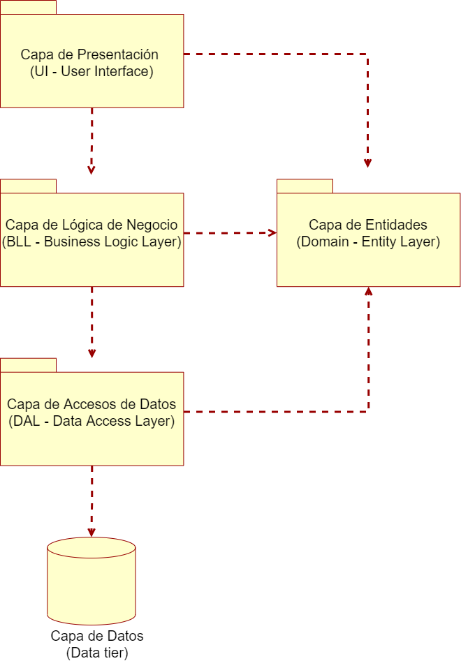 Capa de Presentación
(UI - User Interface)
Capa de Lógica de Negocio
(BLL - Business Logic Layer)
Capa de Entidades
(Domain - Entity Layer)
Capa de Accesos de Datos
(DAL - Data Access Layer)
Capa de Datos
(Data tier)